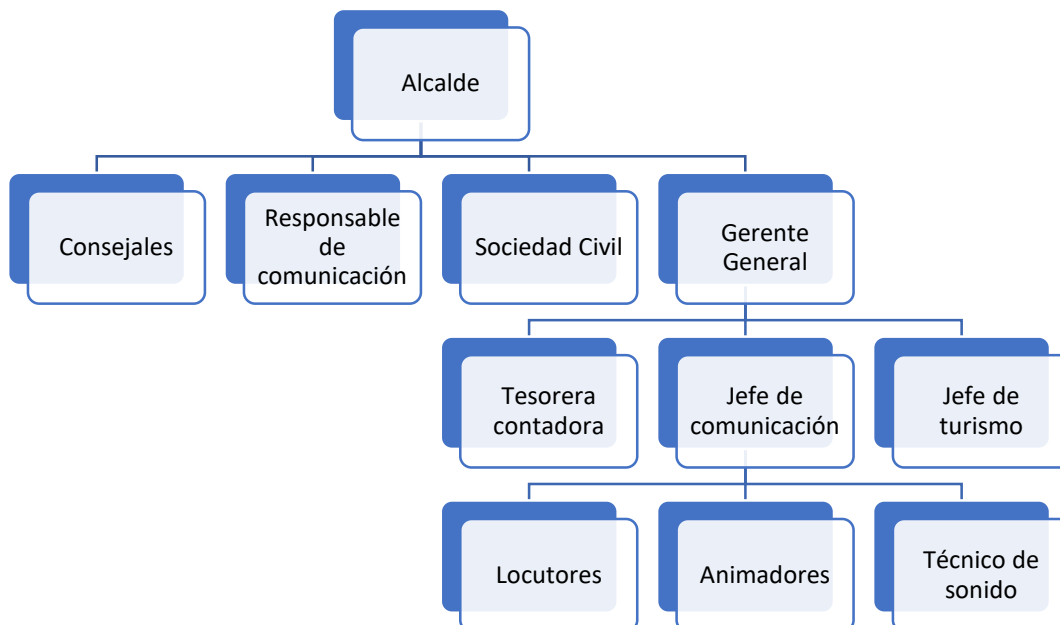 Alcalde
Consejales
Responsable
de
comunicación
Sociedad Civil
Gerente
General
Tesorera
contadora
Jefe de
comunicación
Jefe de
turismo
Locutores
Animadores
Técnico de
sonido